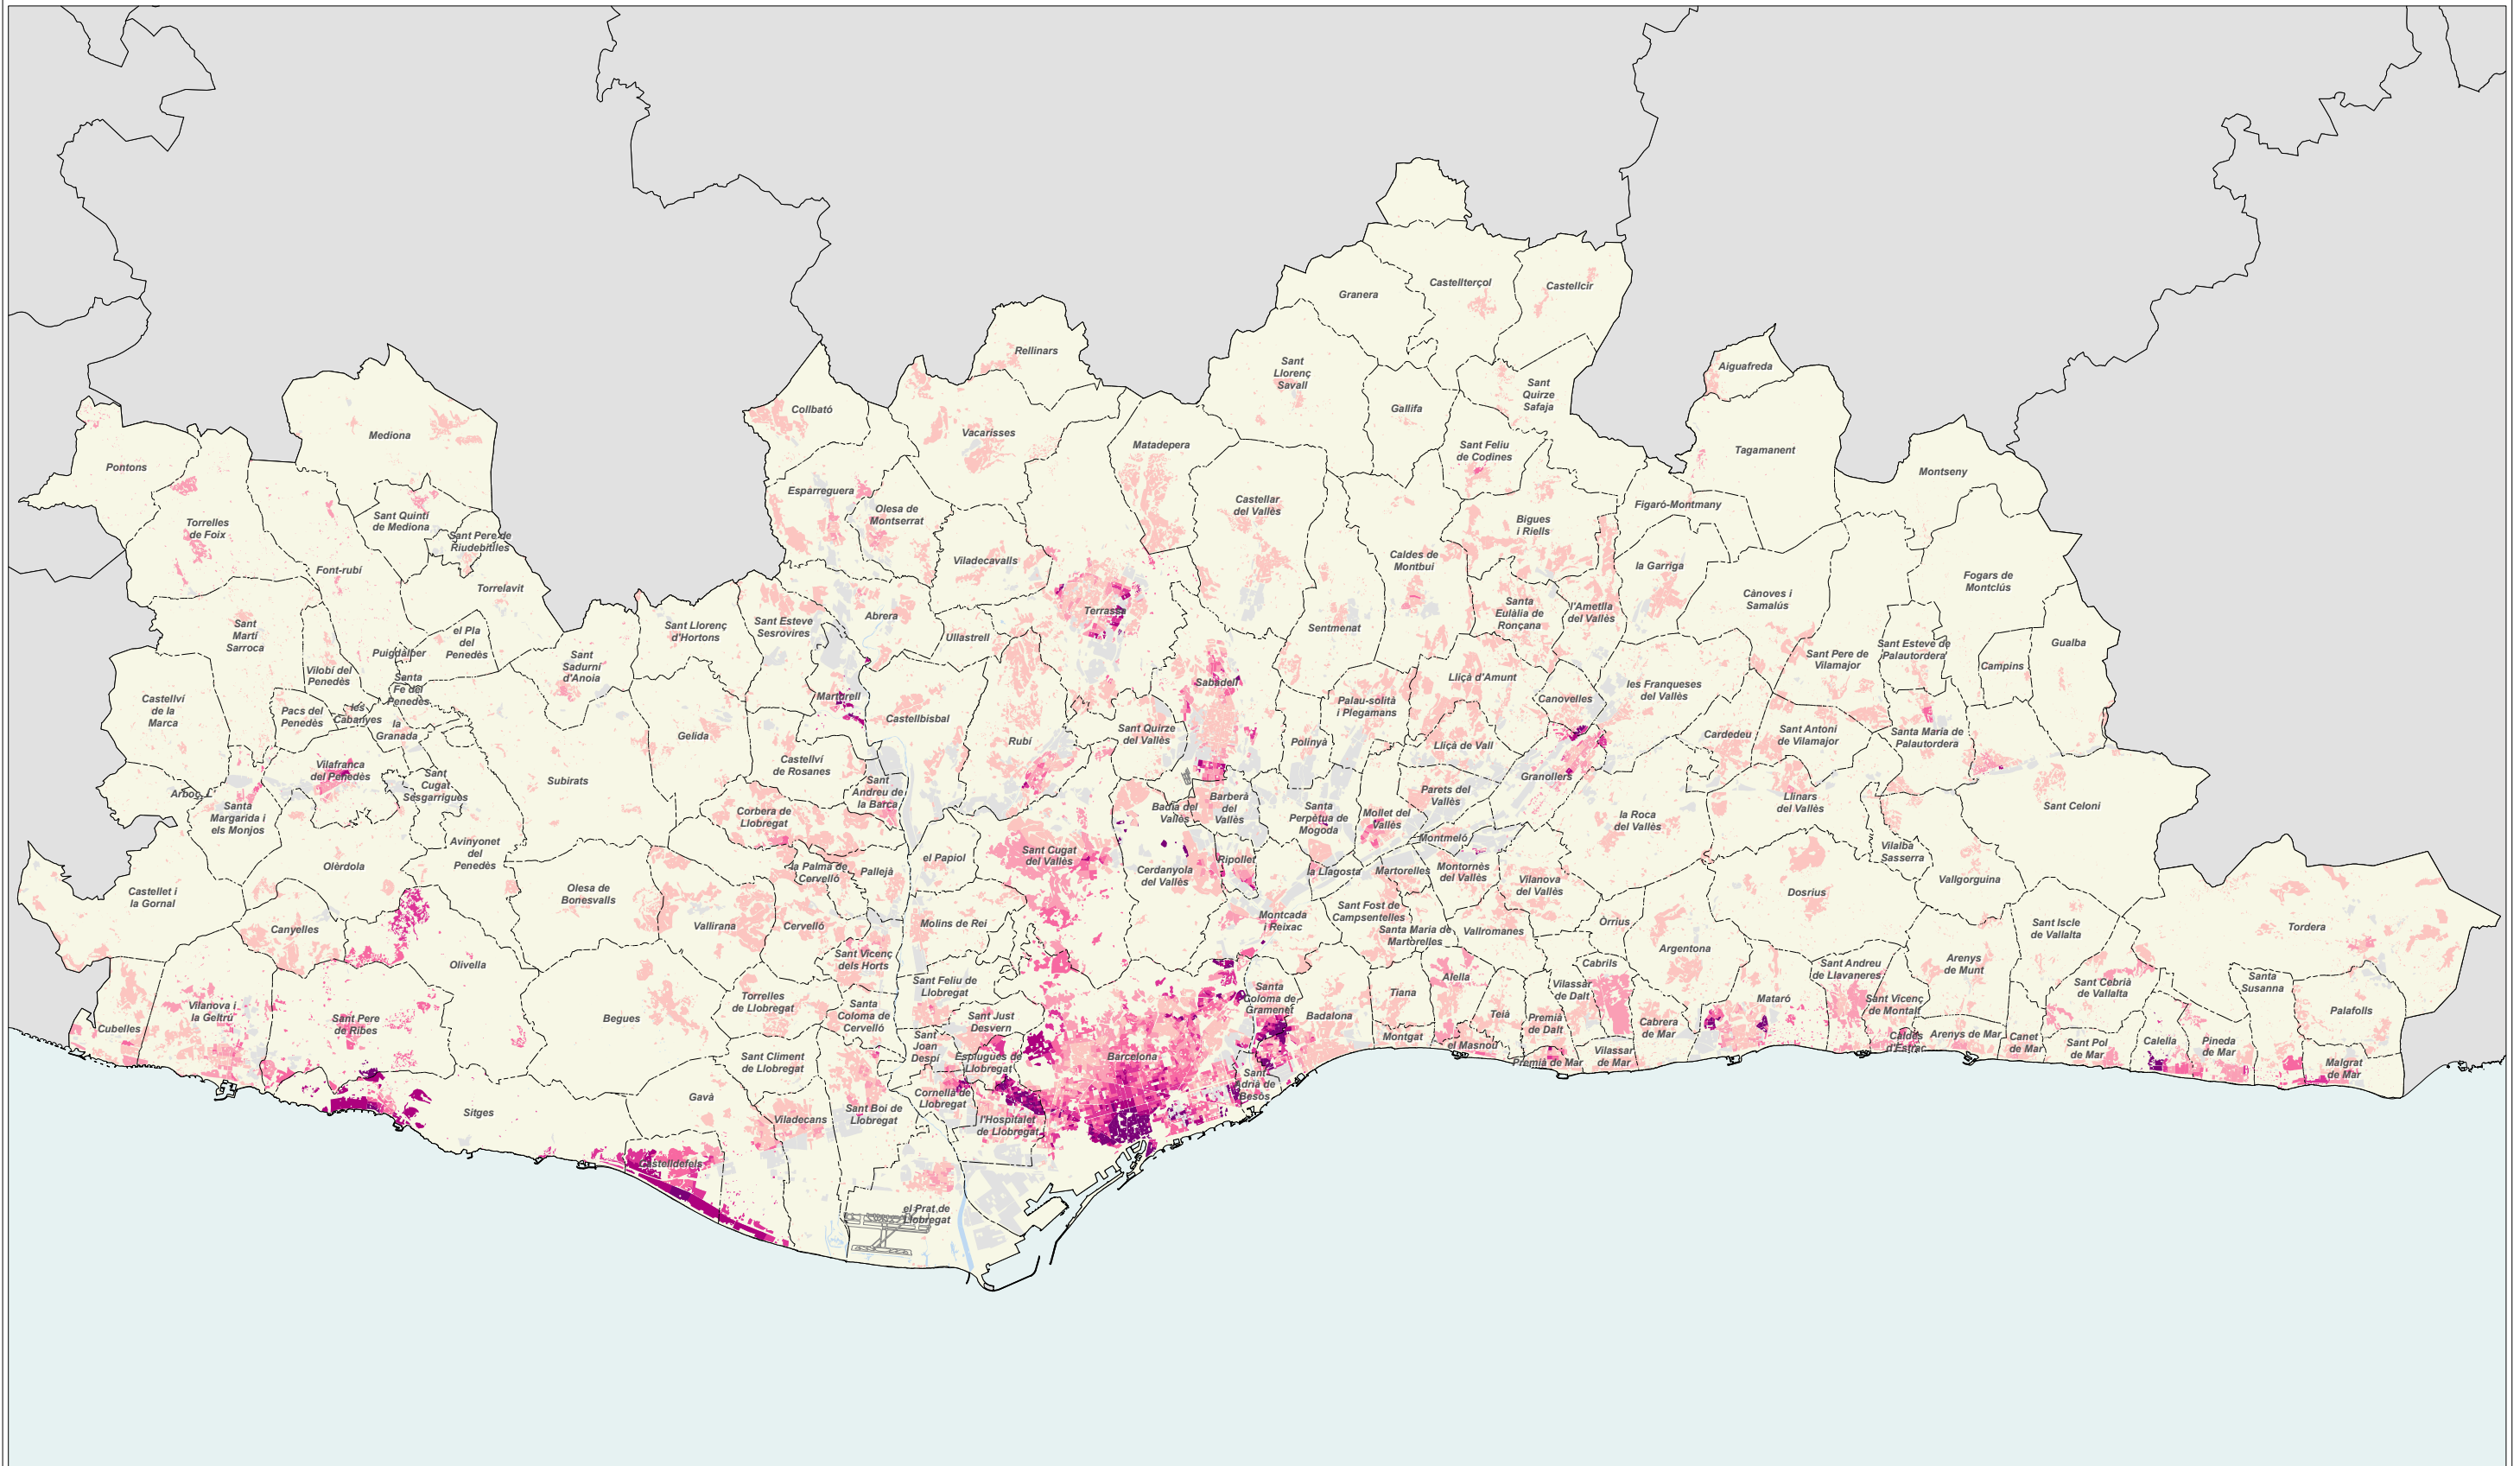 Castellterçol
Castellcir
Granera
Rellinars
Aiguafreda
Sant
Llorenç
Savall
Sant
Quirze
Safaja
Collbató
Gallifa
Vacarisses
Mediona
Matadepera
Sant Feliu
de Codines
Tagamanent
Pontons
Montseny
Esparreguera
Castellar
del Vallès
Figaró-Montmany
Olesa de
Montserrat
Sant Quintí
de Mediona
Torrelles
de Foix
Bigues
i Riells
Sant Pere de
Riudebitlles
Viladecavalls
Caldes de
Montbui
la Garriga
Font-rubí
Fogars de
Montclús
Torrelavit
Cànoves i
Samalús
Terrassa
Santa
Eulàlia de
Ronçana
l'Ametlla
del Vallès
Abrera
Sant Esteve
Sesrovires
Sant Llorenç
d'Hortons
Sentmenat
Ullastrell
Sant
Martí
Sarroca
el Pla
del
Penedès
Puigdàlber
Sant Esteve de
Palautordera
Gualba
Sant Pere de
Vilamajor
Campins
Sant
Sadurní
d'Anoia
Vilobí del
Penedès
Santa
Fe del
Penedès
Lliçà d'Amunt
Sabadell
les Franqueses
del Vallès
Martorell
Canovelles
Palau-solità
i Plegamans
Castellví
de la
Marca
Pacs del
Penedès
les
Cabanyes
la
Granada
Castellbisbal
Gelida
Sant Quirze
del Vallès
Rubí
Polinyà
Lliçà de Vall
Cardedeu
Sant Antoni
de Vilamajor
Santa Maria de
Palautordera
Castellví
de Rosanes
Vilafranca
del Penedès
Sant
Cugat
Sesgarrigues
Subirats
Granollers
Sant
Andreu de
la Barca
Arboç, L'
Santa
Margarida i
els Monjos
Corbera de
Llobregat
Badia del
Vallès
Barberà
del
Vallès
Santa
Perpètua de
Mogoda
Mollet del
Vallès
Parets del
Vallès
Llinars
del Vallès
Sant Celoni
la Roca
del Vallès
Montmeló
Avinyonet
del
Penedès
Olèrdola
Sant Cugat
del Vallès
el Papiol
la Palma de
Cervelló
Pallejà
Ripollet
Cerdanyola
del Vallès
la Llagosta
Martorelles
Montornès
del Vallès
Vilanova
del Vallès
Vilalba
Sasserra
Vallgorguina
Dosrius
Castellet i
la Gornal
Olesa de
Bonesvalls
Canyelles
Vallirana
Cervelló
Molins de Rei
Montcada
i Reixac
Sant Fost de
Campsentelles
Santa Maria de
Martorelles
Vallromanes
Òrrius
Argentona
Sant Iscle
de Vallalta
Tordera
Olivella
Sant Vicenç
dels Horts
Sant Feliu de
Llobregat
Alella
Cabrils
Arenys
de Munt
Sant Andreu
de Llavaneres
Sant Cebrià
de Vallalta
Santa
Susanna
Palafolls
Vilanova i
la Geltrú
Sant Pere
de Ribes
Cubelles
Begues
Torrelles
de Llobregat
Santa
Coloma de
Cervelló
Sant Just
Desvern
Santa
Coloma de
Gramenet
Badalona
Tiana
Teià
Vilassar
de Dalt
Premià
de Dalt
Mataró
Sant Vicenç
de Montalt
Cabrera
de Mar
Montgat
el Masnou
Premià de Mar
Vilassar
de Mar
Caldes
d'Estrac
Arenys de Mar
Canet
de Mar
Sant Pol
de Mar
Calella
Pineda
de Mar
Malgrat
de Mar
Sant
Joan
Despí
Esplugues de
Llobregat
Barcelona
Sant Climent
de Llobregat
Sant
Adrià de
Besòs
Cornellà de
Llobregat
Gavà
Sitges
Viladecans
Sant Boi de
Llobregat
l'Hospitalet
de Llobregat
Castelldefels
el Prat de
Llobregat